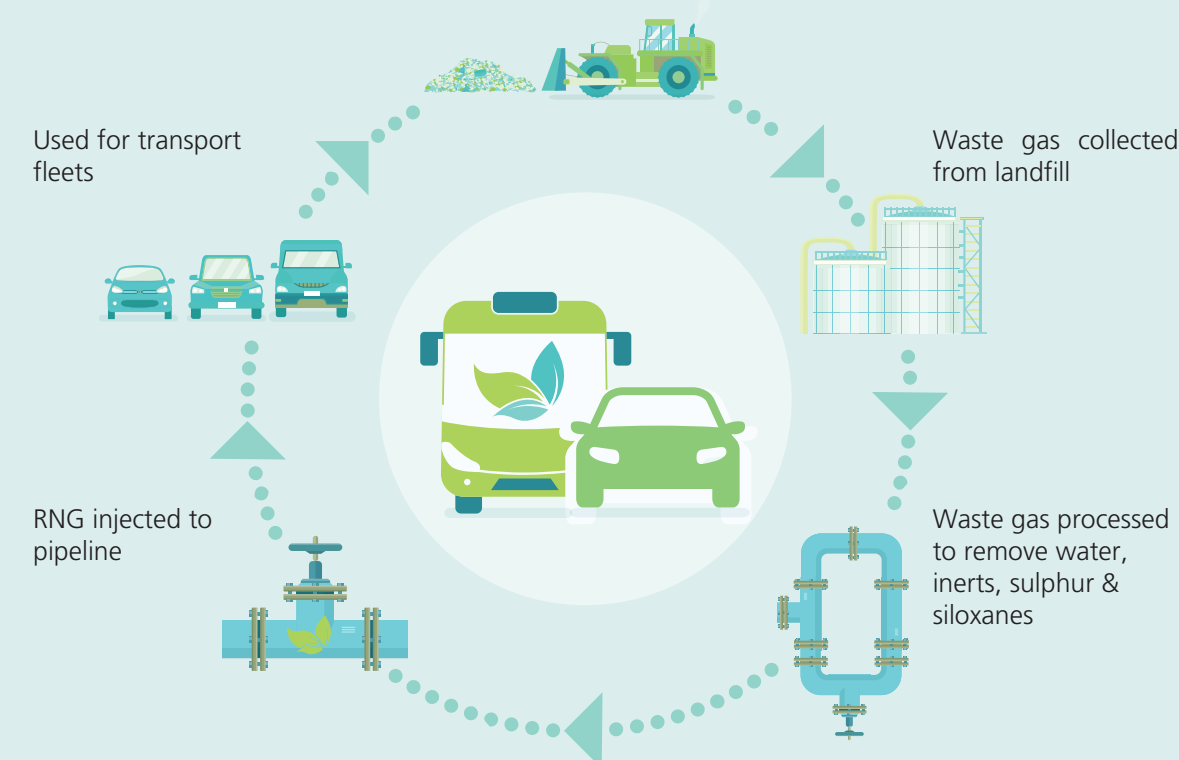 Used for transport
fleets
Waste gas collected
from landfill
RNG injected to
pipeline
Waste gas processed
to remove water,
inerts, sulphur &
siloxanes